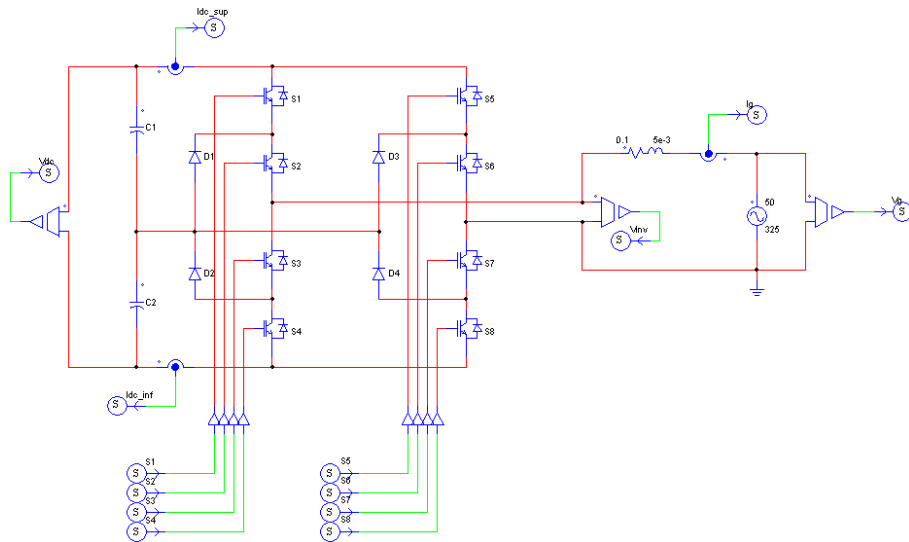 Idc_sup
S
S1
S5
Ig
S
C1
0.1
5e-3
D1
D3
Vdc
S
S2
S6
50
Vg
S
325
Vinv
S
S3
S7
D2
D4
C2
S4
S8
Idc_inf
S
S1
S
S2
S
S3
S
S4
S
S5
S
S6
S
S7
S
S8
S